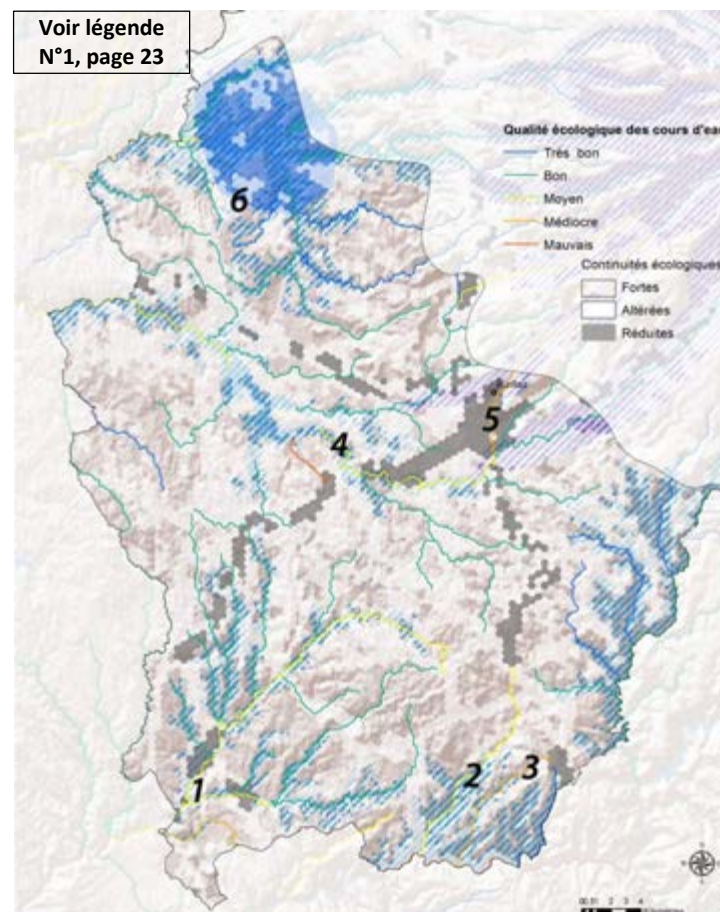 Voir légende
N°1, page 23
Qualité écologique des cours d'eau
Très bon
Bon
Moyen
Médiocre
Mauvais
Continuités écologiques
Fortes
Altérées
Réduites
6
5
4
2
3
1